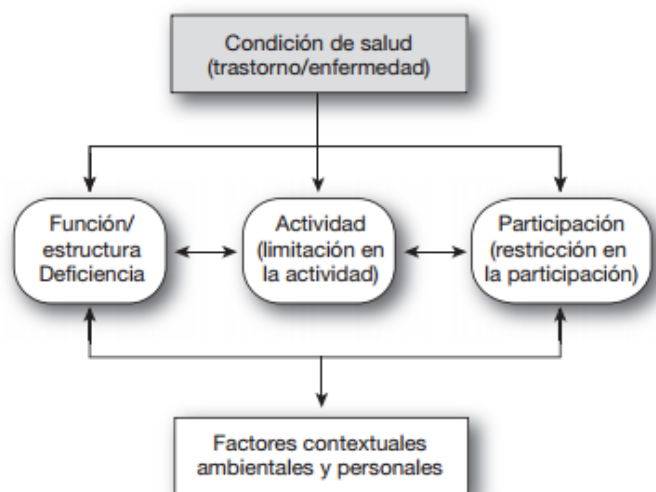 Condición de salud
(trastorno/enfermedad)
Función/
estructura
Deficiencia
Actividad
(limitación en
la actividad)
Participación
(restricción en
la participación)
Factores contextuales
ambientales y personales